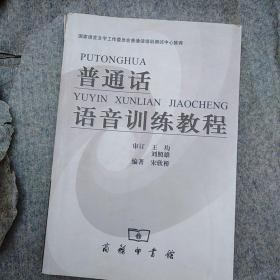 国家语言文字工作委员会普通话培训测试中心推荐
PUTONGHUA
普通话
YUYIN XUNLIAN JIAOCHENG
语音训练教程
审订 王 均
刘照雄
编著 宋欣桥
商务印书馆